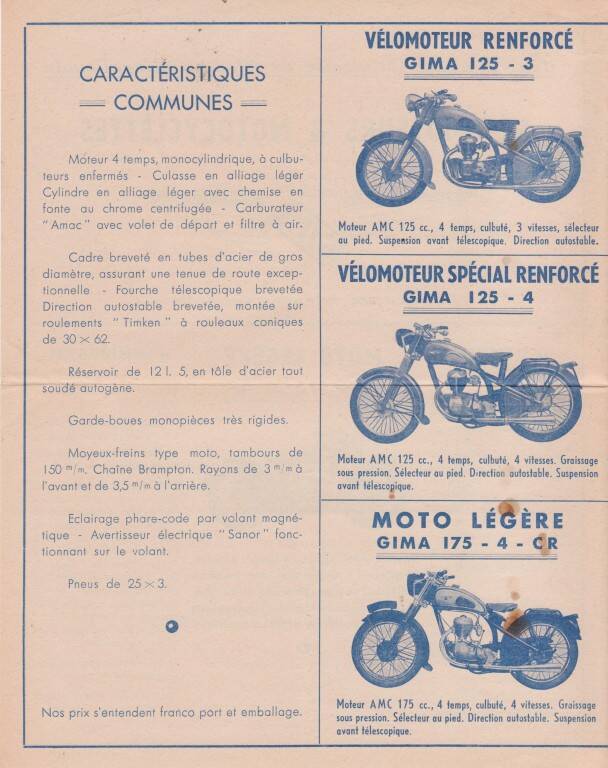 CARACTÉRISTIQUES
COMMUNES
Moteur 4 temps, monocylindrique, à culbu-
teurs enfermés - Culasse en alliage léger
Cylindre en alliage léger avec chemise en
fonte au chrome centrifugée - Carburateur
"Amac" avec volet de départ et filtre à air.
Cadre breveté en tubes d'acier de gros
diamètre, assurant une tenue de route excep-
tionnelle - Fourche télescopique brevetée
Direction autostable brevetée, montée sur
roulements "Timken" à rouleaux coniques
de 30 × 62.
Réservoir de 12 l. 5, en tôle d'acier tout
soudé autogène.
Garde-boues monopièces très rigides.
Moyeux-freins type moto, tambours de
150 m/m. Chaîne Brampton. Rayons de 3 m/m à
l'avant et de 3,5 m/m à l'arrière.
Eclairage phare-code par volant magné-
tique - Avertisseur électrique "Sanor" fonc-
tionnant sur le volant.
Pneus de 25 × 3.
Nos prix s'entendent franco port et emballage.
VÉLOMOTEUR RENFORCÉ
GIMA 125 - 3
Moteur AMC 125 cc., 4 temps, culbuté, 3 vitesses, sélecteur
au pied. Suspension avant télescopique. Direction autostable.
VÉLOMOTEUR SPÉCIAL RENFORCÉ
GIMA 125 - 4
Moteur AMC 125 cc., 4 temps, culbuté, 4 vitesses. Graissage
sous pression. Sélecteur au pied. Direction autostable. Suspension
avant télescopique.
MOTO LÉGÈRE
GIMA 175 - 4 - CR
Moteur AMC 175 cc., 4 temps, culbuté, 4 vitesses. Graissage
sous pression. Sélecteur au pied. Direction autostable. Suspension
avant télescopique.